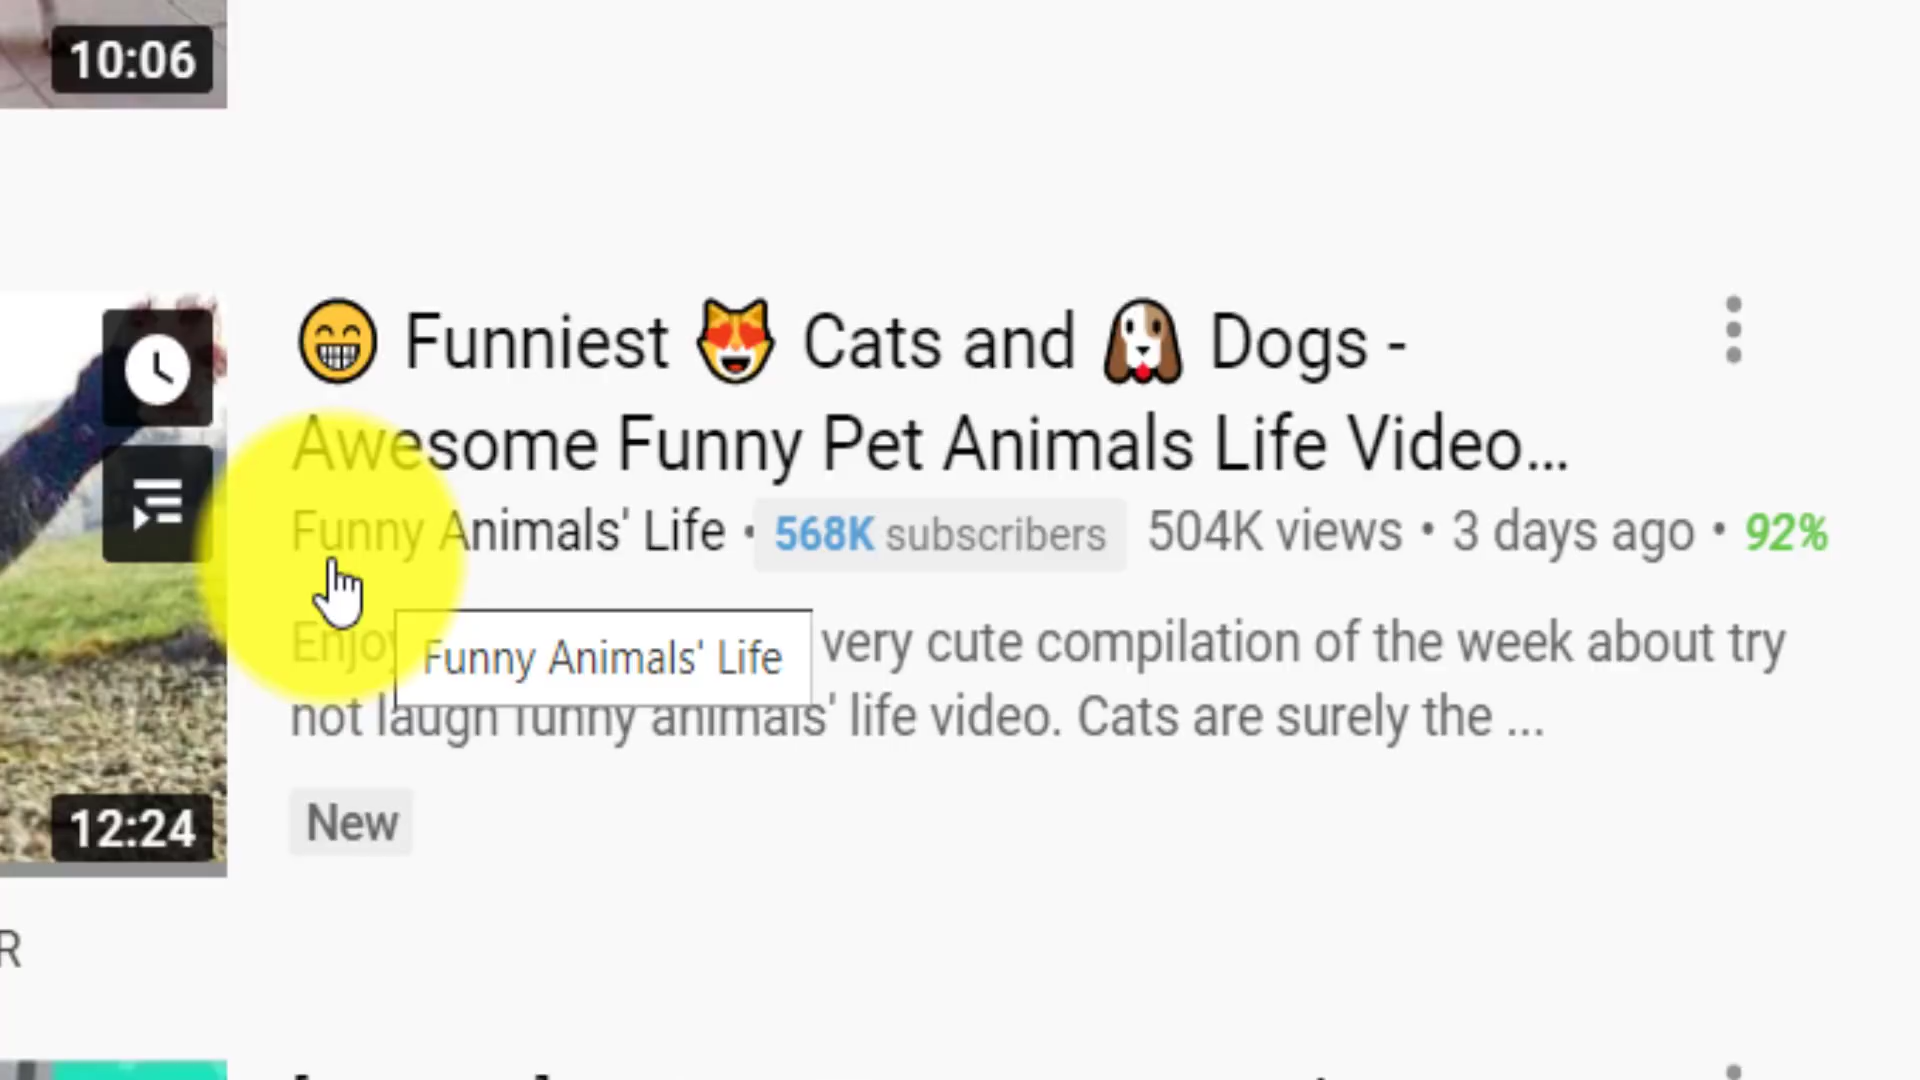 10:06
😁 Funniest 😻 Cats and 🐶 Dogs -
Awesome Funny Pet Animals Life Video...
Funny Animals' Life • 568K subscribers 504K views • 3 days ago • 92%
Enjoy very cute compilation of the week about try
Funny Animals' Life
not laugh funny animals' life video. Cats are surely the ...
New
12:24
R